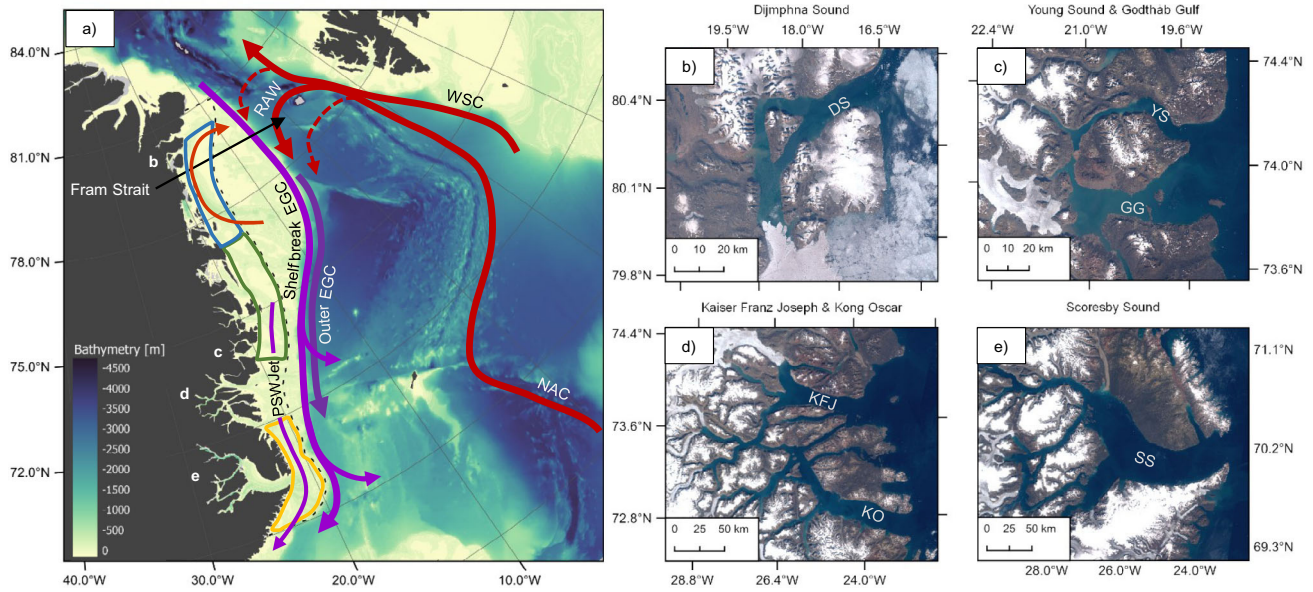 a)
84.0°N
81.0°N
78.0°N
75.0°N
72.0°N
40.0°W
30.0°W
20.0°W
10.0°W
RAW
WSC
b
Fram Strait
Shelfbreak EGC
Outer EGC
PSWJet
NAC
c
d
e
Bathymetry [m]
-4500
-4000
-3500
-3000
-2500
-2000
-1500
-1000
-500
0
Dijmphna Sound
19.5°W
18.0°W
16.5°W
b)
80.4°N
80.1°N
79.8°N
DS
0 10 20 km
Young Sound & Godthåb Gulf
22.4°W
21.0°W
19.6°W
c)
74.4°N
74.0°N
73.6°N
YS
GG
0 10 20 km
Kaiser Franz Joseph & Kong Oscar
d)
74.4°N
73.6°N
72.8°N
KFJ
KO
0 25 50 km
28.8°W
26.4°W
24.0°W
Scoresby Sound
e)
71.1°N
70.2°N
69.3°N
SS
0 25 50 km
28.0°W
26.0°W
24.0°W